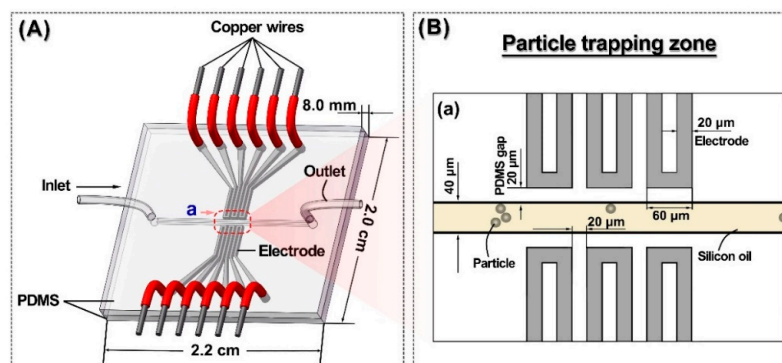 (A)
Copper wires
8.0 mm
Inlet
Outlet
a
2.0 cm
Electrode
PDMS
2.2 cm
(B)
Particle trapping zone
(a)
20 µm
Electrode
PDMS gap
20 µm
40 µm
20 µm
60 µm
Particle
Silicon oil